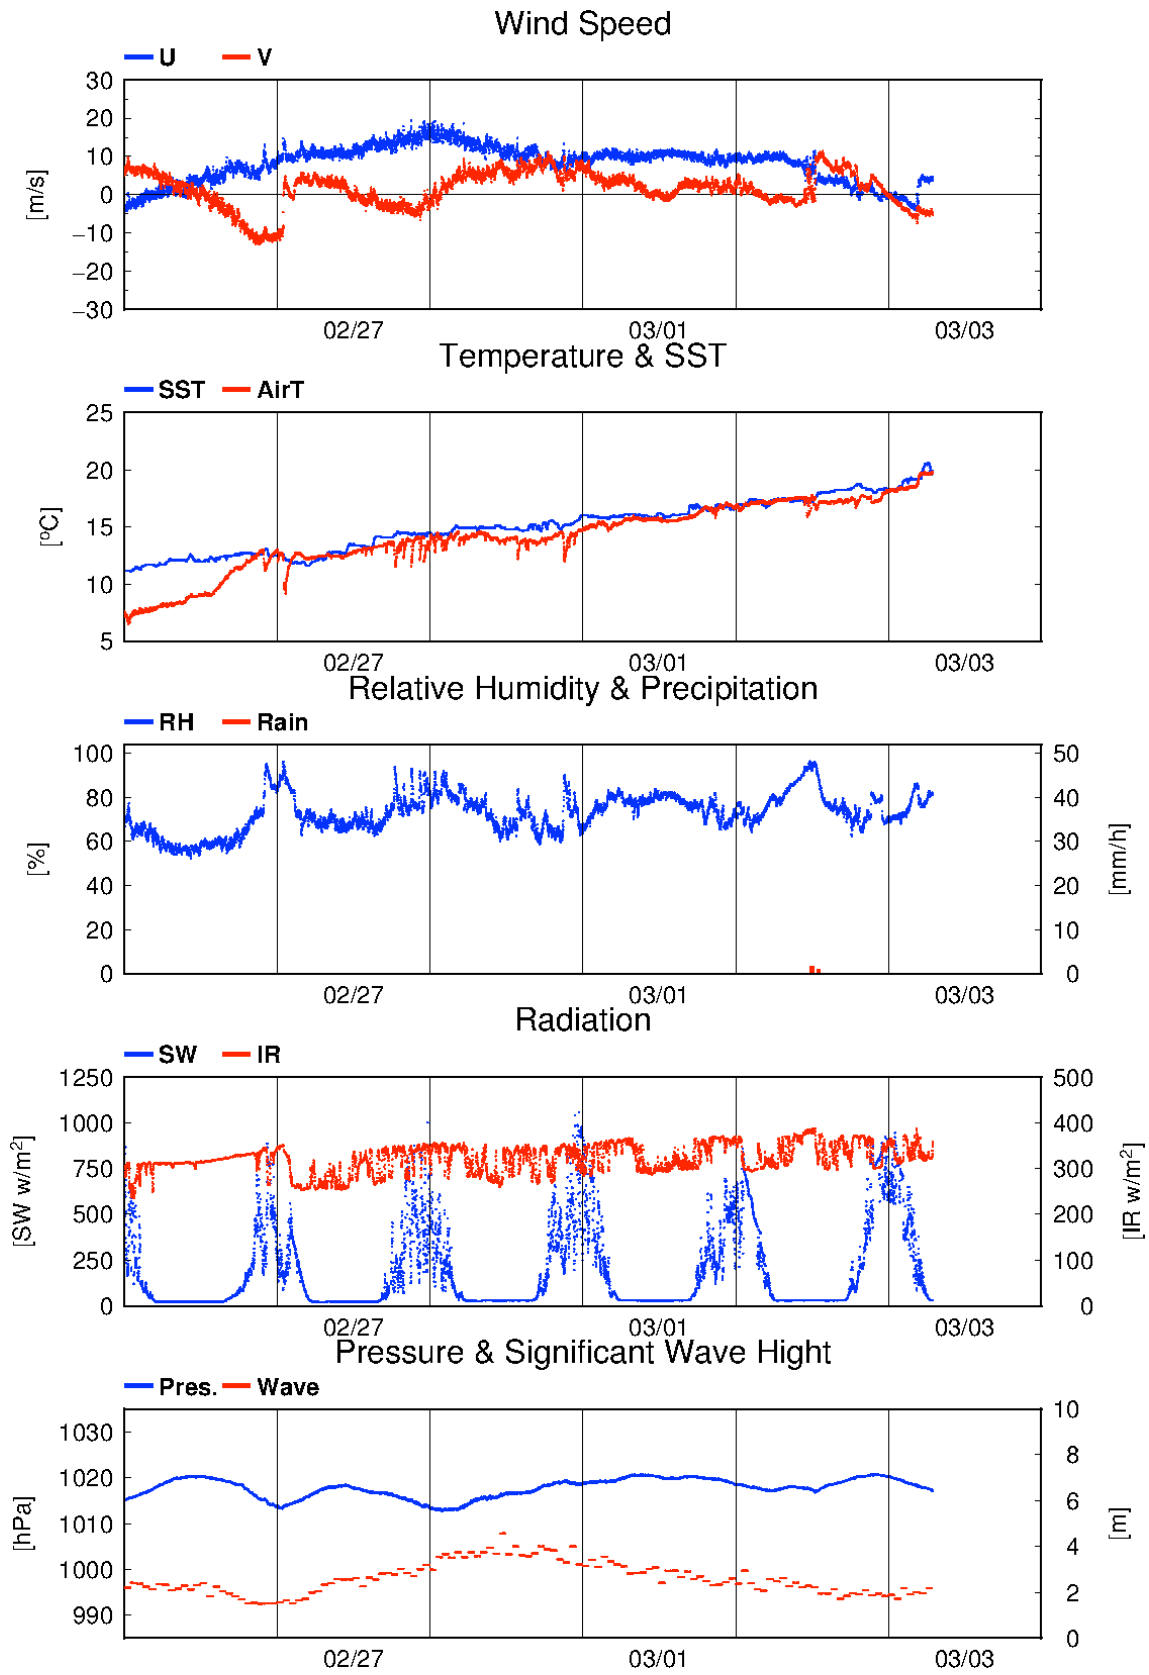 Wind Speed
U V
30
20
10
0
−10
−20
−30
[m/s]
02/27 03/01 03/03
Temperature & SST
SST AirT
25
20
15
10
5
[ºC]
02/27 03/01 03/03
Relative Humidity & Precipitation
RH Rain
100 50
80 40
60 30
40 20
20 10
0 0
[%] [mm/h]
02/27 03/01 03/03
Radiation
SW IR
1250 500
1000 400
750 300
500 200
250 100
0 0
[SW w/m²] [IR w/m²]
02/27 03/01 03/03
Pressure & Significant Wave Hight
Pres. Wave
10
1030
8
1020
6
1010
4
1000
2
990
0
[hPa] [m]
02/27 03/01 03/03